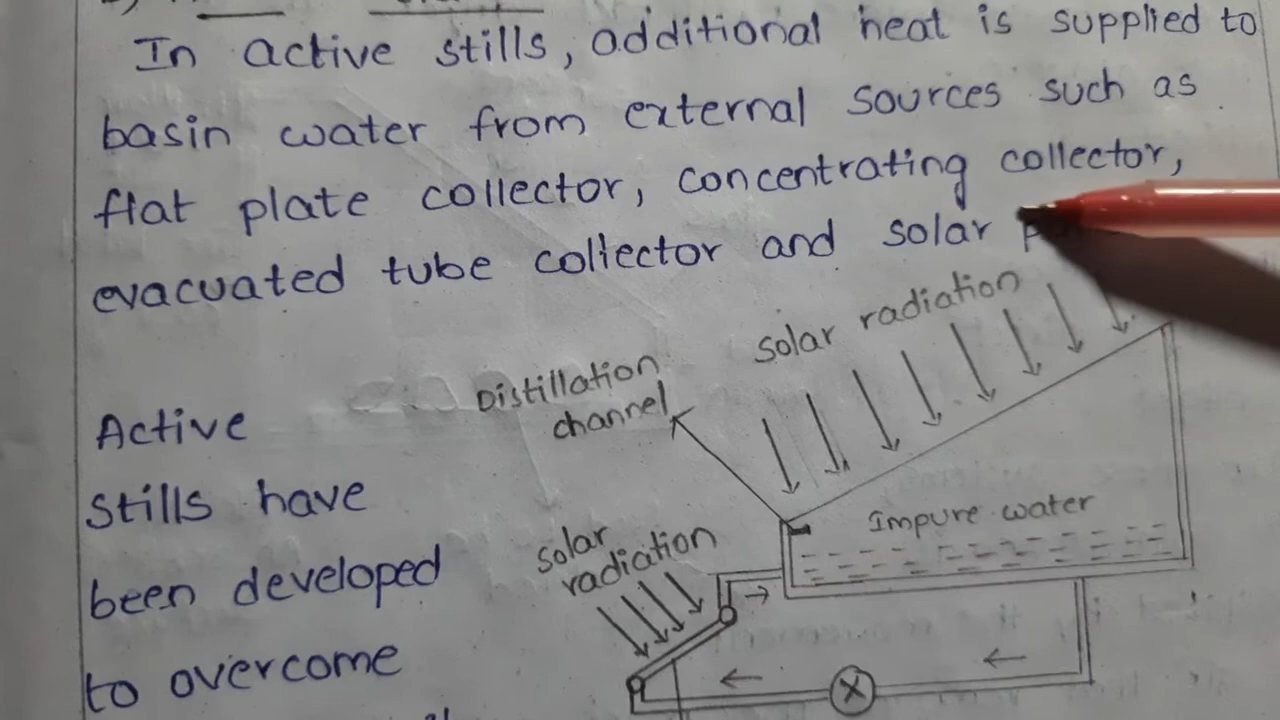 In active stills, additional heat is supplied to
basin water from external sources such as
flat plate collector, concentrating collector,
evacuated tube collector and solar
solar radiation
Distillation
channel
Active
stills have
been developed
to overcome
Impure water
solar
radiation